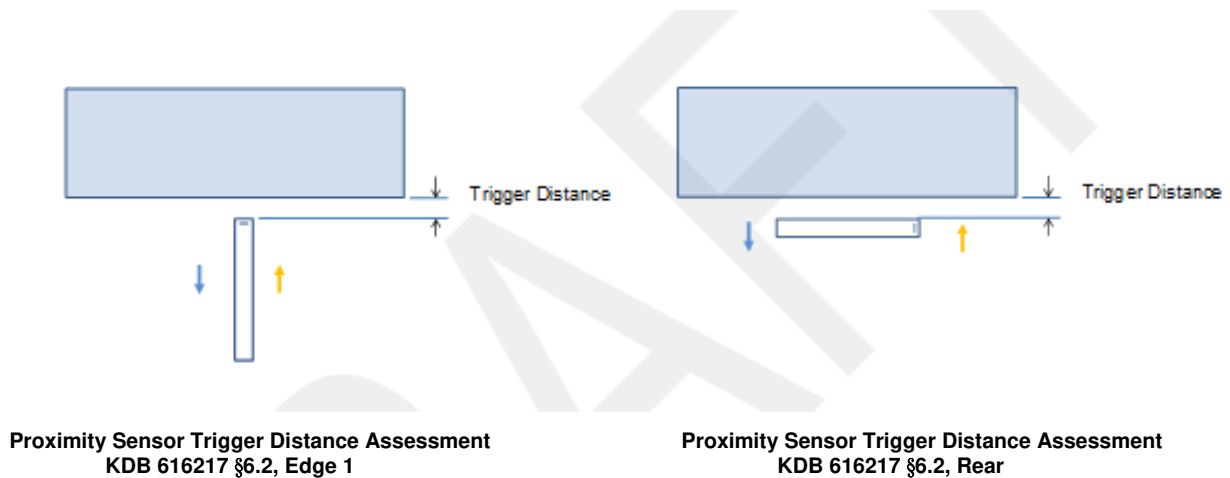 Trigger Distance
Trigger Distance
Proximity Sensor Trigger Distance Assessment
KDB 616217 §6.2, Edge 1
Proximity Sensor Trigger Distance Assessment
KDB 616217 §6.2, Rear